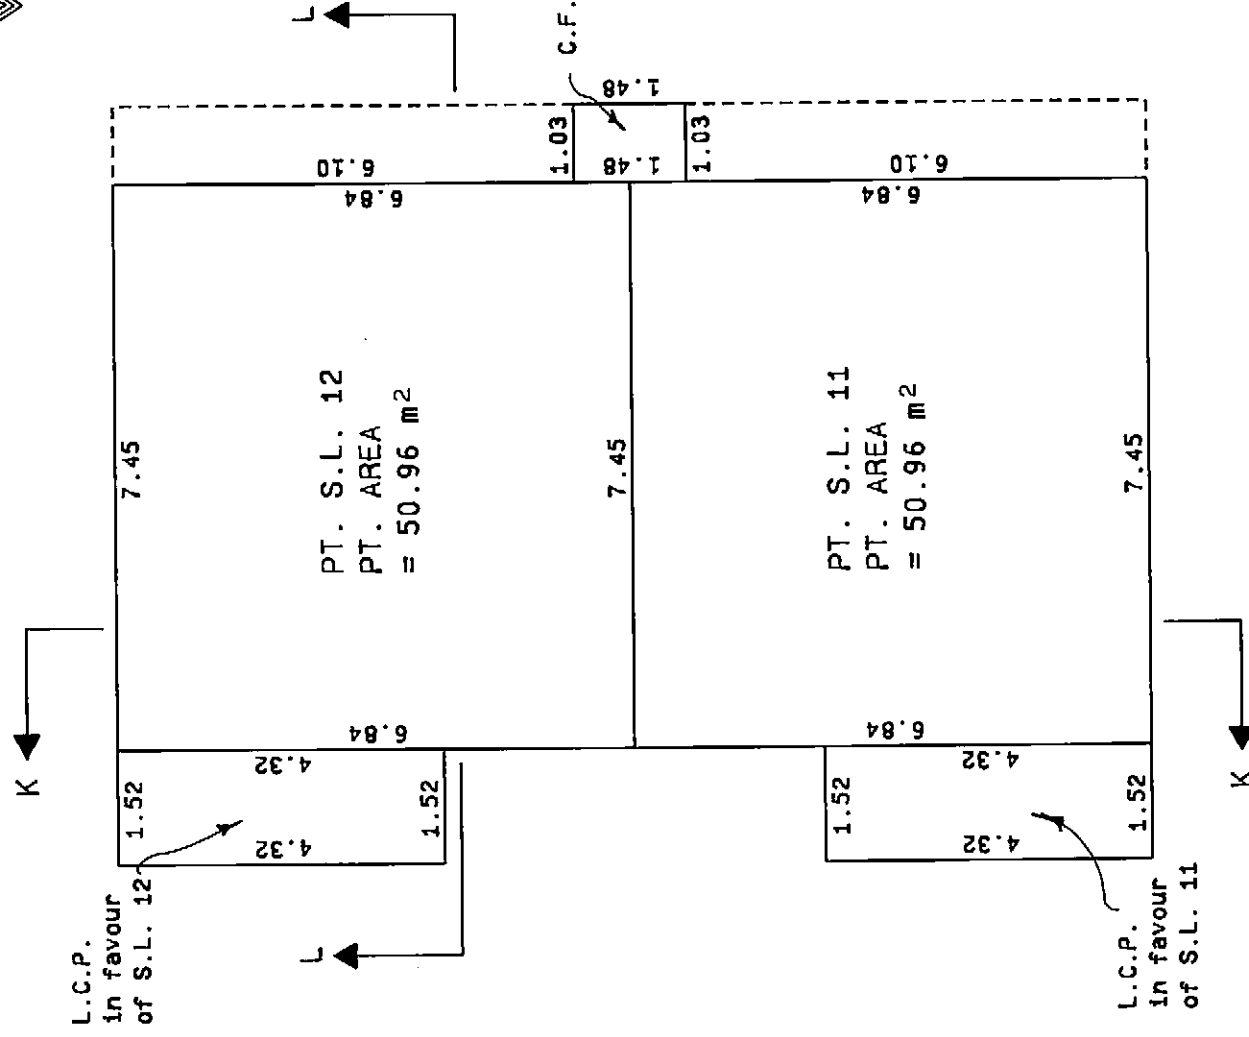 L
C.F.
1.48
1.03
1.48
1.03
6.10
6.10
6.84
6.84
7.45
PT. S.L. 12
PT. AREA
= 50.96 m²
7.45
PT. S.L. 11
PT. AREA
= 50.96 m²
7.45
K
6.84
6.84
1.52
4.32
1.52
4.32
1.52
4.32
1.52
4.32
K
L.C.P.
in favour
of S.L. 12
L
L.C.P.
in favour
of S.L. 11